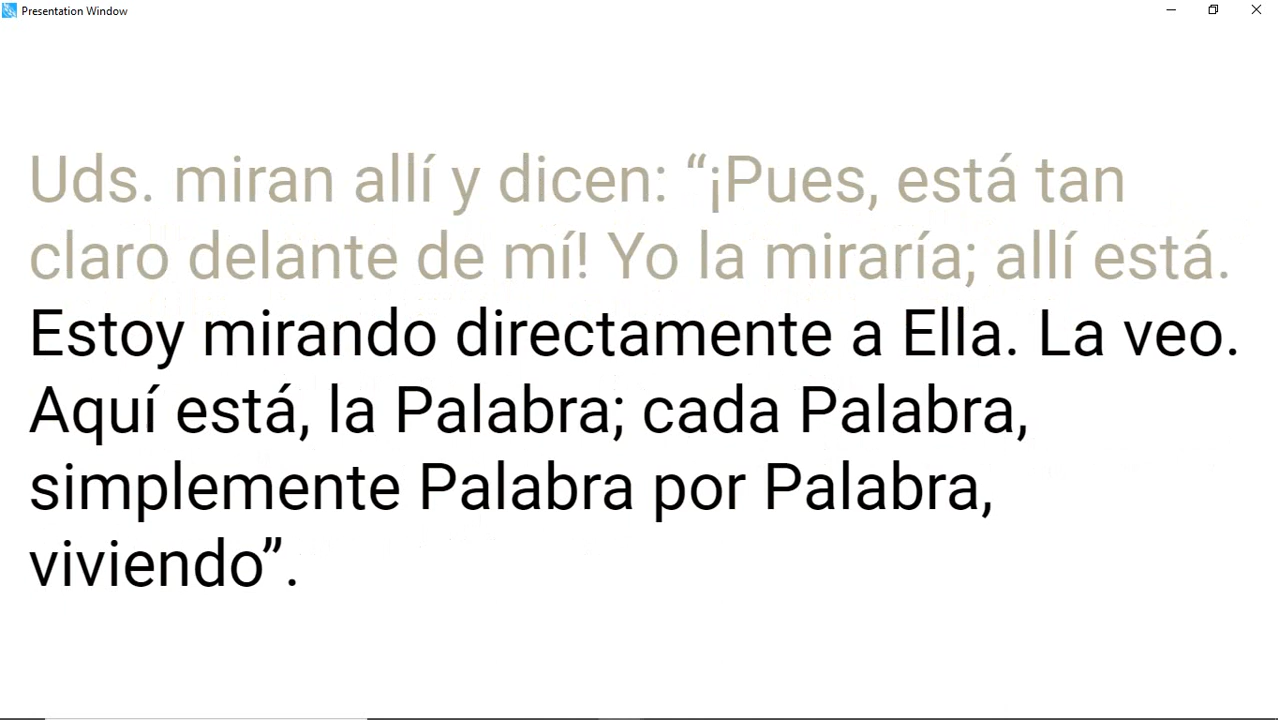 Presentation Window
Uds. miran allí y dicen: “¡Pues, está tan
claro delante de mí! Yo la miraría; allí está.
Estoy mirando directamente a Ella. La veo.
Aquí está, la Palabra; cada Palabra,
simplemente Palabra por Palabra,
viviendo”.